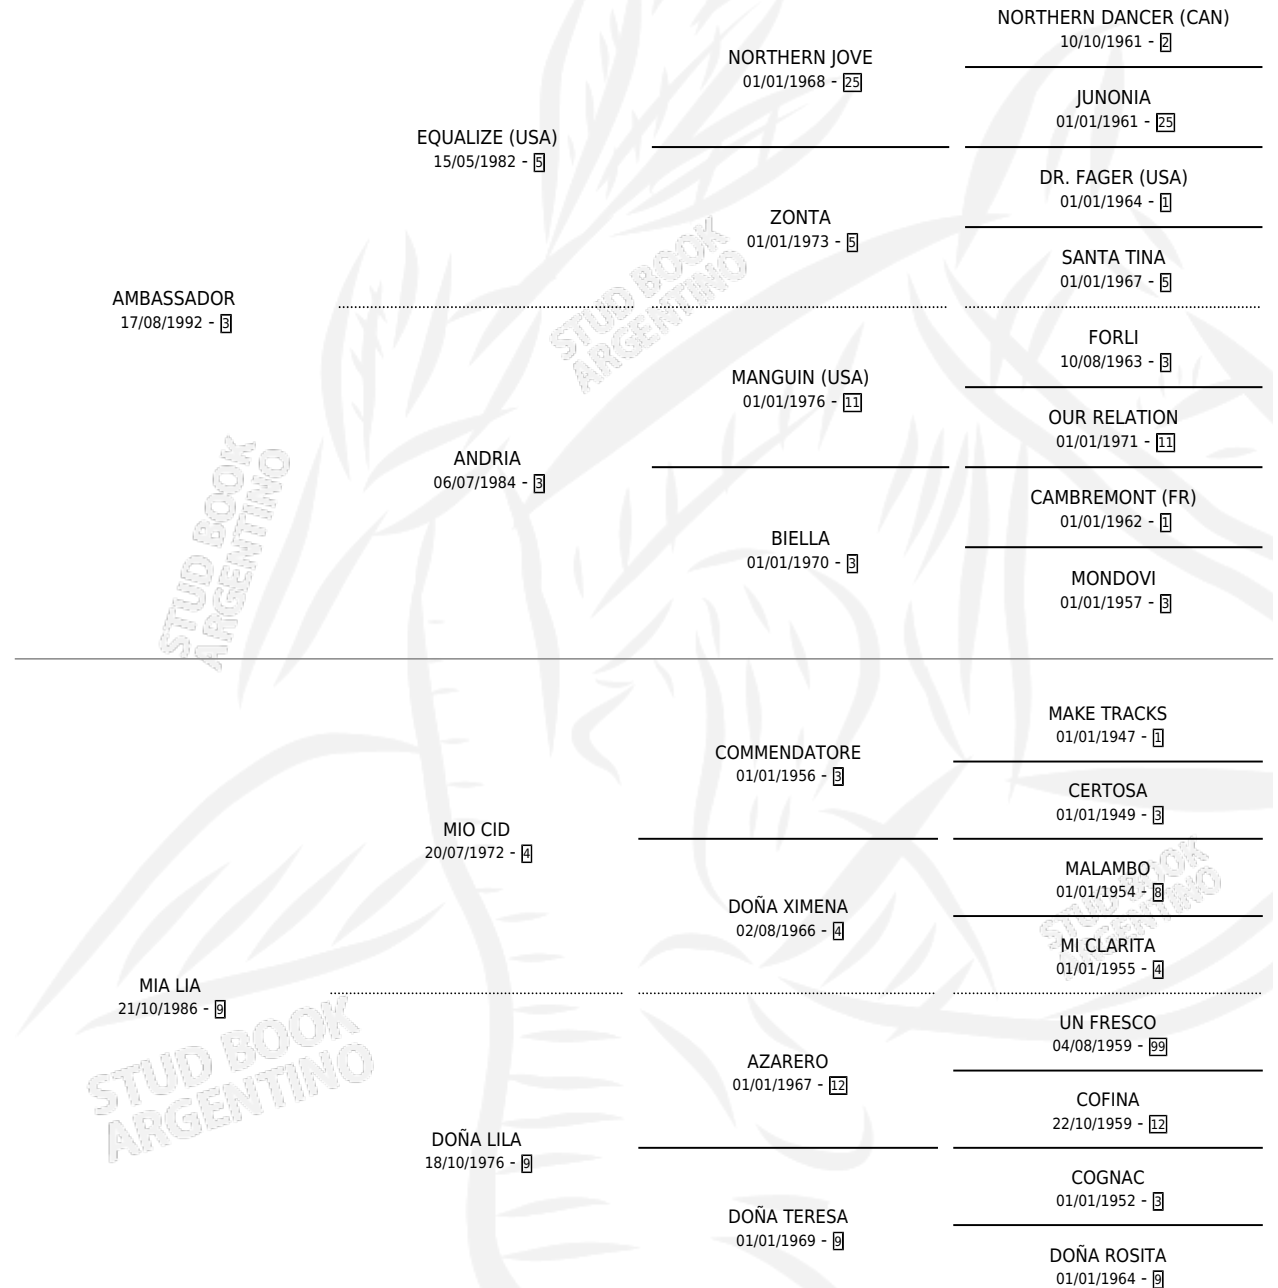 NORTHERN DANCER (CAN)
10/10/1961 - 2
NORTHERN JOVE
01/01/1968 - 25
JUNONIA
01/01/1961 - 25
EQUALIZE (USA)
15/05/1982 - 5
DR. FAGER (USA)
01/01/1964 - 1
ZONTA
01/01/1973 - 5
SANTA TINA
01/01/1967 - 5
AMBASSADOR
17/08/1992 - 3
FORLI
10/08/1963 - 3
MANGUIN (USA)
01/01/1976 - 11
OUR RELATION
01/01/1971 - 11
ANDRIA
06/07/1984 - 3
CAMBREMONT (FR)
01/01/1962 - 1
BIELLA
01/01/1970 - 3
MONDOVI
01/01/1957 - 3
MAKE TRACKS
01/01/1947 - 1
COMMENDATORE
01/01/1956 - 3
CERTOSA
01/01/1949 - 3
MIO CID
20/07/1972 - 4
MALAMBO
01/01/1954 - 8
DOÑA XIMENA
02/08/1966 - 4
MI CLARITA
01/01/1955 - 4
MIA LIA
21/10/1986 - 9
UN FRESCO
04/08/1959 - 99
AZARERO
01/01/1967 - 12
COFINA
22/10/1959 - 12
DOÑA LILA
18/10/1976 - 9
COGNAC
01/01/1952 - 3
DOÑA TERESA
01/01/1969 - 9
DOÑA ROSITA
01/01/1964 - 9
STUD BOOK
ARGENTINO
STUD BOOK
ARGENTINO
STUD BOOK
ARGENTINO
STUD BOOK
ARGENTINO